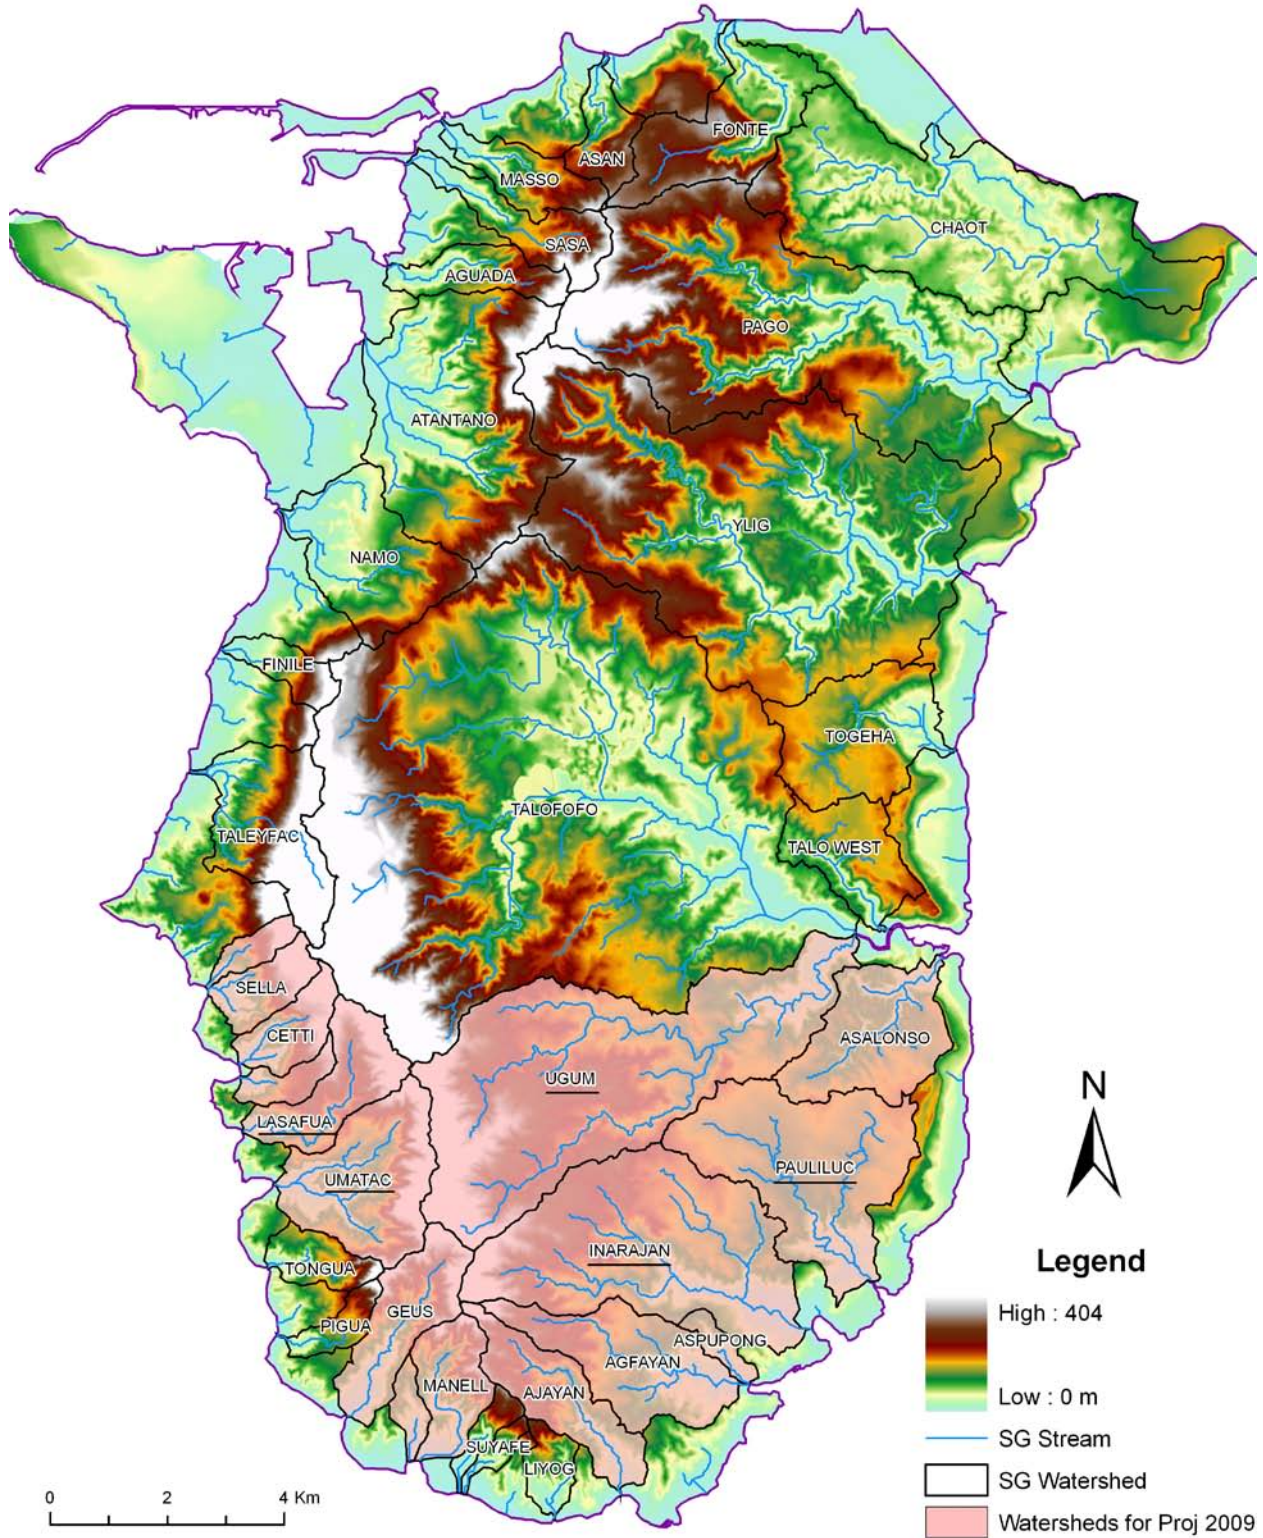 FONTE
ASAN
MASSO
CHAOT
SASA
AGUADA
PAGO
ATANTANO
YLIG
NAMO
FINILE
TOGEHA
TALOFOFO
TALEYFAC
TALO WEST
SELLA
CETTI
ASALONSO
UGUM
LASAFUA
PAULILUC
UMATAC
INARAJAN
TONGUA
GEUS
PIGUA
ASPUPONG
AGFAYAN
MANELL
AJAYAN
SUYAFE
LIYOG
N
Legend
High : 404
Low : 0 m
SG Stream
SG Watershed
Watersheds for Proj 2009
0 2 4 Km